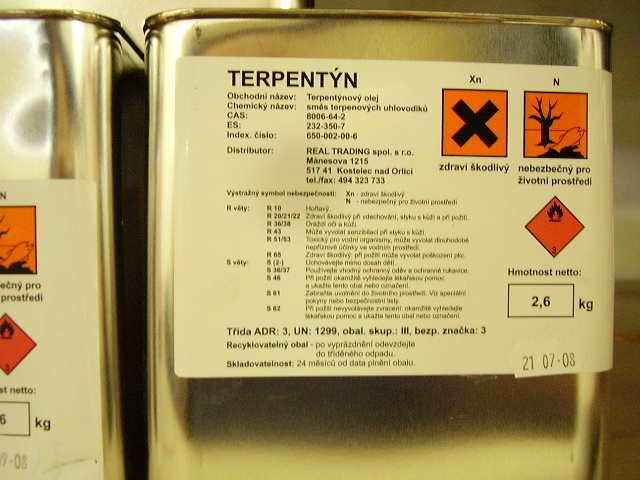 TERPENTÝN
Obchodní název: Terpentýnový olej
Chemický název: směs terpenových uhlovodíků
CAS: 8006-64-2
ES: 232-350-7
Index. číslo: 650-002-00-6
Distributor: REAL TRADING spol. s r.o.
Mánesova 1215
517 41 Kostelec nad Orlicí
tel./fax: 494 323 733
Xn
zdraví škodlivý
N
nebezbečný pro
životní prostředí
Výstražný symbol nebezpečnosti: Xn - zdraví škodlivý
N - nebezpečný pro životní prostředí
R věty: R 10 Hořlavý.
R 20/21/22 Zdraví škodlivý při vdechování, styku s kůží a při požití.
R 36/38 Dráždí oči a kůži.
R 43 Může vyvolat senzibilaci při styku s kůží.
R 51/53 Toxický pro vodní organismy, může vyvolat dlouhodobé
nepříznivé účinky ve vodním prostředí.
R 65 Zdraví škodlivý: při požití může vyvolat poškození plic.
S věty: S (2-) Uchovávejte mimo dosah dětí.
S 36/37 Používejte vhodný ochranný oděv a ochranné rukavice.
S 46 Při požití okamžitě vyhledejte lékařskou pomoc
a ukažte tento obal nebo označení.
S 61 Zabraňte uvolnění do životního prostředí. Viz speciální
pokyny nebo bezpečnostní listy.
S 62 Při požití nevyvolávejte zvracení: okamžitě vyhledejte
lékařskou pomoc a ukažte tento obal nebo označení.
3
Hmotnost netto:
2,6 kg
Třída ADR: 3, UN: 1299, obal. skup.: III, bezp. značka: 3
Recyklovatelný obal - po vyprázdnění odevzdejte
do tříděného odpadu.
Skladovatelnost: 24 měsíců od data plnění obalu.
21 07-08
N
čný pro
prostředí
3
st netto:
6 kg
9-08